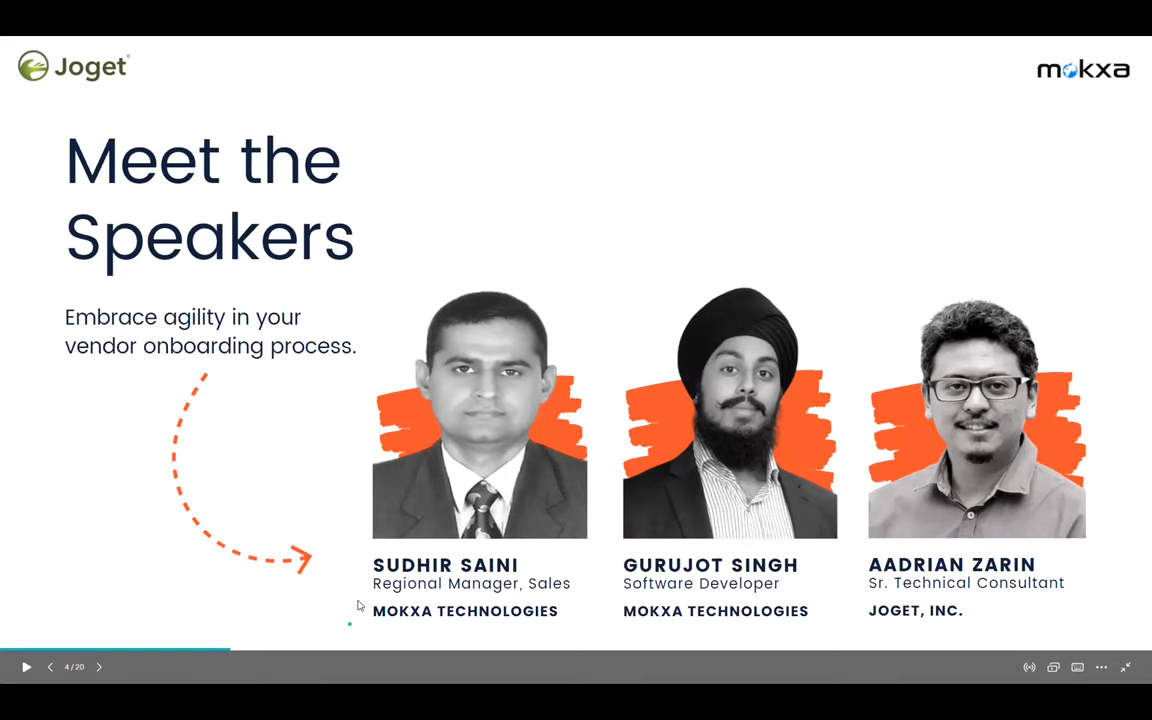 Joget
mokxa
Meet the
Speakers
Embrace agility in your
vendor onboarding process.
SUDHIR SAINI
Regional Manager, Sales
MOKXA TECHNOLOGIES
GURUJOT SINGH
Software Developer
MOKXA TECHNOLOGIES
AADRIAN ZARIN
Sr. Technical Consultant
JOGET, INC.
4/20